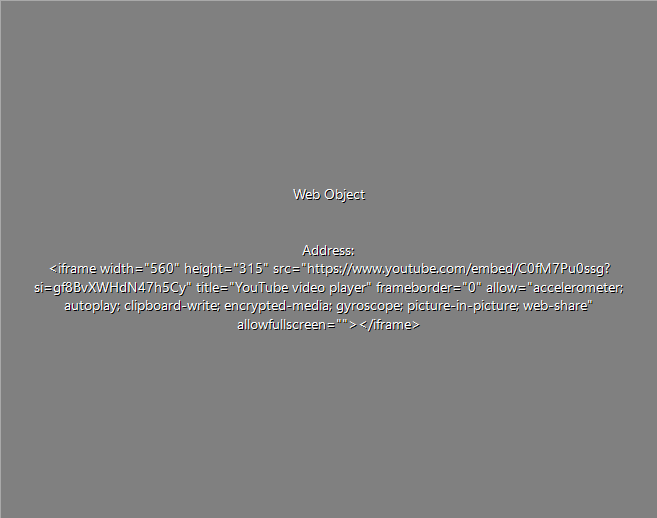 Web Object
Address:
<iframe width="560" height="315" src="https://www.youtube.com/embed/C0fM7Pu0ssg?
si=gf8BvXWHdN47h5Cy" title="YouTube video player" frameborder="0" allow="accelerometer;
autoplay; clipboard-write; encrypted-media; gyroscope; picture-in-picture; web-share"
allowfullscreen=""></iframe>